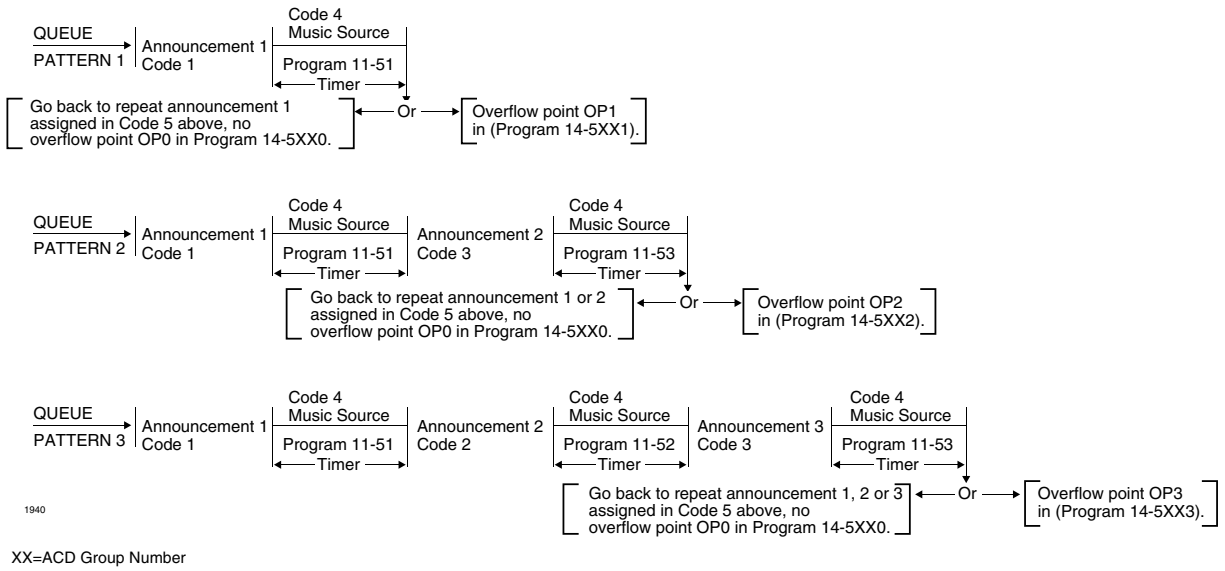 Code 4
QUEUE
Music Source
Announcement 1
PATTERN 1
Code 1
Program 11-51
Timer
Go back to repeat announcement 1
assigned in Code 5 above, no
overflow point OP0 in Program 14-5XX0.
Or
Overflow point OP1
in (Program 14-5XX1).
Code 4
Code 4
QUEUE
Music Source
Music Source
Announcement 1
Announcement 2
PATTERN 2
Code 1
Program 11-51
Code 3
Program 11-53
Timer
Timer
Go back to repeat announcement 1 or 2
assigned in Code 5 above, no
overflow point OP0 in Program 14-5XX0.
Or
Overflow point OP2
in (Program 14-5XX2).
Code 4
Code 4
Code 4
QUEUE
Music Source
Music Source
Music Source
Announcement 1
Announcement 2
Announcement 3
PATTERN 3
Code 1
Program 11-51
Code 2
Program 11-52
Code 3
Program 11-53
Timer
Timer
Timer
Go back to repeat announcement 1, 2 or 3
assigned in Code 5 above, no
overflow point OP0 in Program 14-5XX0.
Or
Overflow point OP3
in (Program 14-5XX3).
1940
XX=ACD Group Number